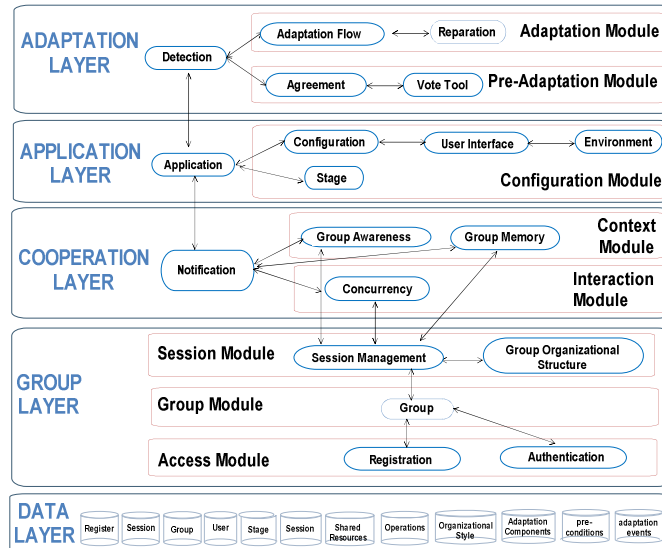 ADAPTATION
LAYER
Detection
Adaptation Flow
Reparation
Adaptation Module
Agreement
Vote Tool
Pre-Adaptation Module
APPLICATION
LAYER
Application
Configuration
User Interface
Environment
Stage
Configuration Module
COOPERATION
LAYER
Notification
Group Awareness
Group Memory
Context
Module
Concurrency
Interaction
Module
GROUP
LAYER
Session Module
Session Management
Group Organizational
Structure
Group Module
Group
Access Module
Registration
Authentication
DATA
LAYER
Register
Session
Group
User
Stage
Session
Shared
Resources
Operations
Organizational
Style
Adaptation
Components
pre-
conditions
adaptation
events